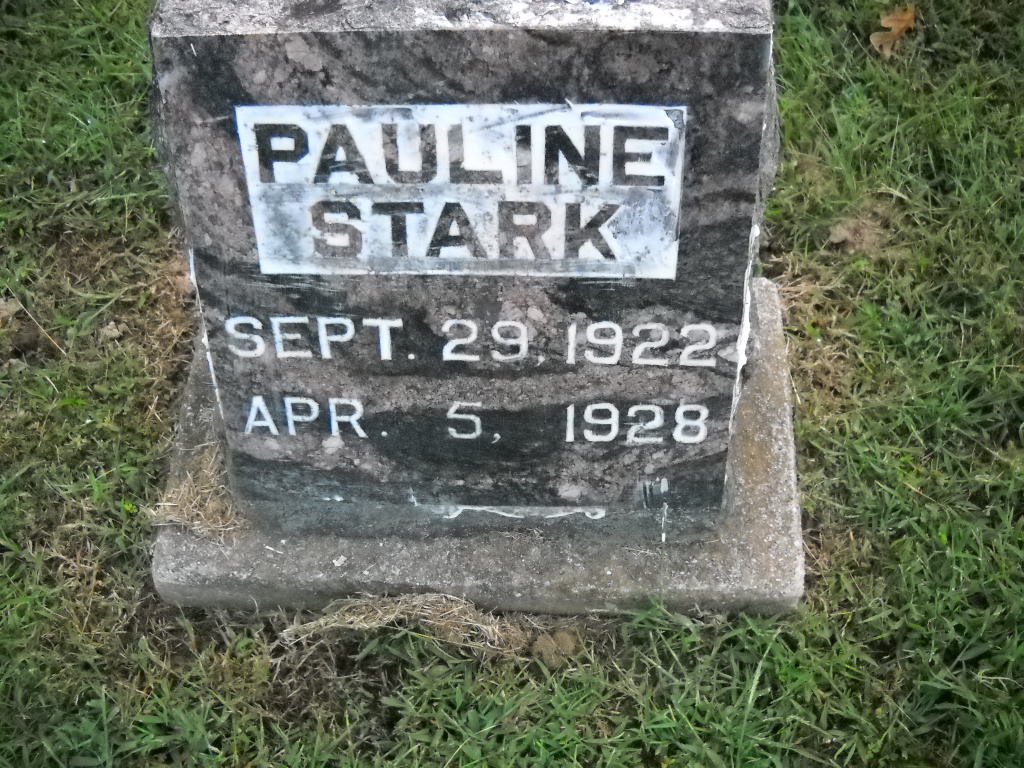 PAULINE
STARK
SEPT. 29, 1922
APR. 5, 1928